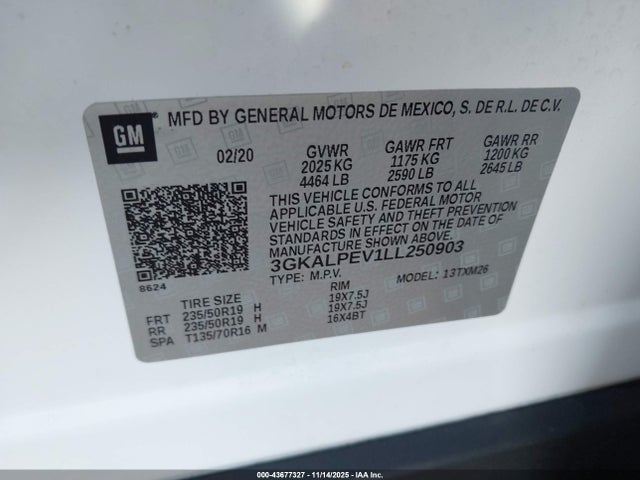 GM
MFD BY GENERAL MOTORS DE MEXICO, S. DE R.L. DE C.V.
02/20 GVWR GAWR FRT GAWR RR
2025 KG 1175 KG 1200 KG
4464 LB 2590 LB 2645 LB
THIS VEHICLE CONFORMS TO ALL
APPLICABLE U.S. FEDERAL MOTOR
VEHICLE SAFETY AND THEFT PREVENTION
STANDARDS IN EFFECT ON THE DATE OF
MANUFACTURE SHOWN ABOVE.
3GKALPEV1LL250903
8624
TYPE: M.P.V. MODEL: 13TXM26
TIRE SIZE RIM
FRT 235/50R19 H 19X7.5J
RR 235/50R19 H 19X7.5J
SPA T135/70R16 M 16X4BT
000-43677327 - 11/14/2025 - IAA Inc.